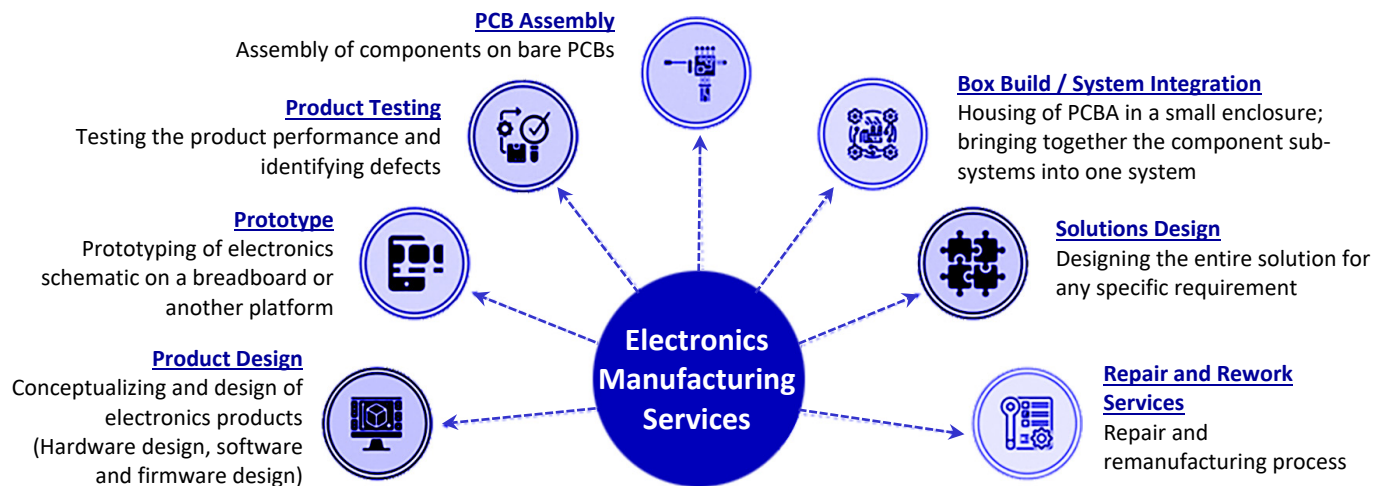 PCB Assembly
Assembly of components on bare PCBs
Product Testing
Testing the product performance and
identifying defects
Prototype
Prototyping of electronics
schematic on a breadboard or
another platform
Product Design
Conceptualizing and design of
electronics products
(Hardware design, software
and firmware design)
Electronics
Manufacturing
Services
Box Build / System Integration
Housing of PCBA in a small enclosure;
bringing together the component sub-
systems into one system
Solutions Design
Designing the entire solution for
any specific requirement
Repair and Rework
Services
Repair and
remanufacturing process